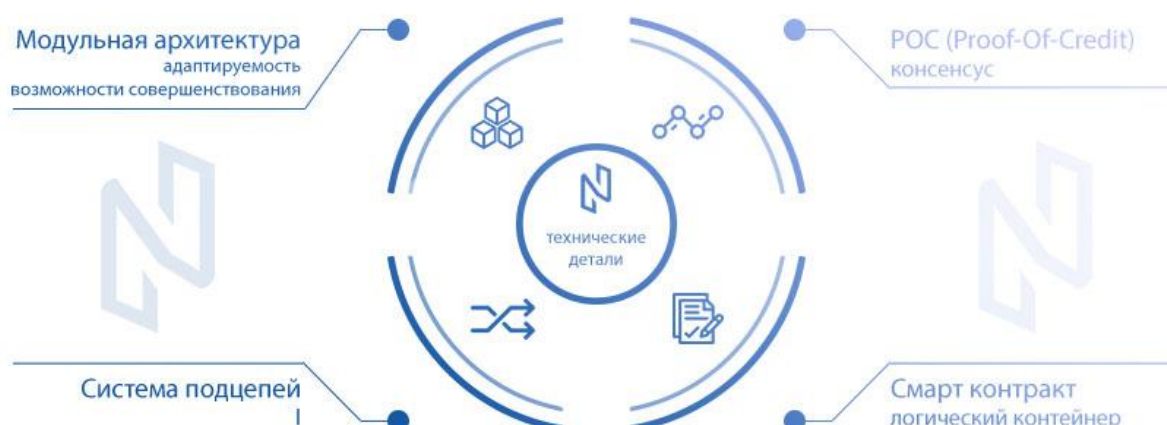 Модульная архитектура
адаптируемость
возможности совершенствования
POC (Proof-Of-Credit)
консенсус
технические
детали
Система подцепей
Смарт контракт
логический контейнер